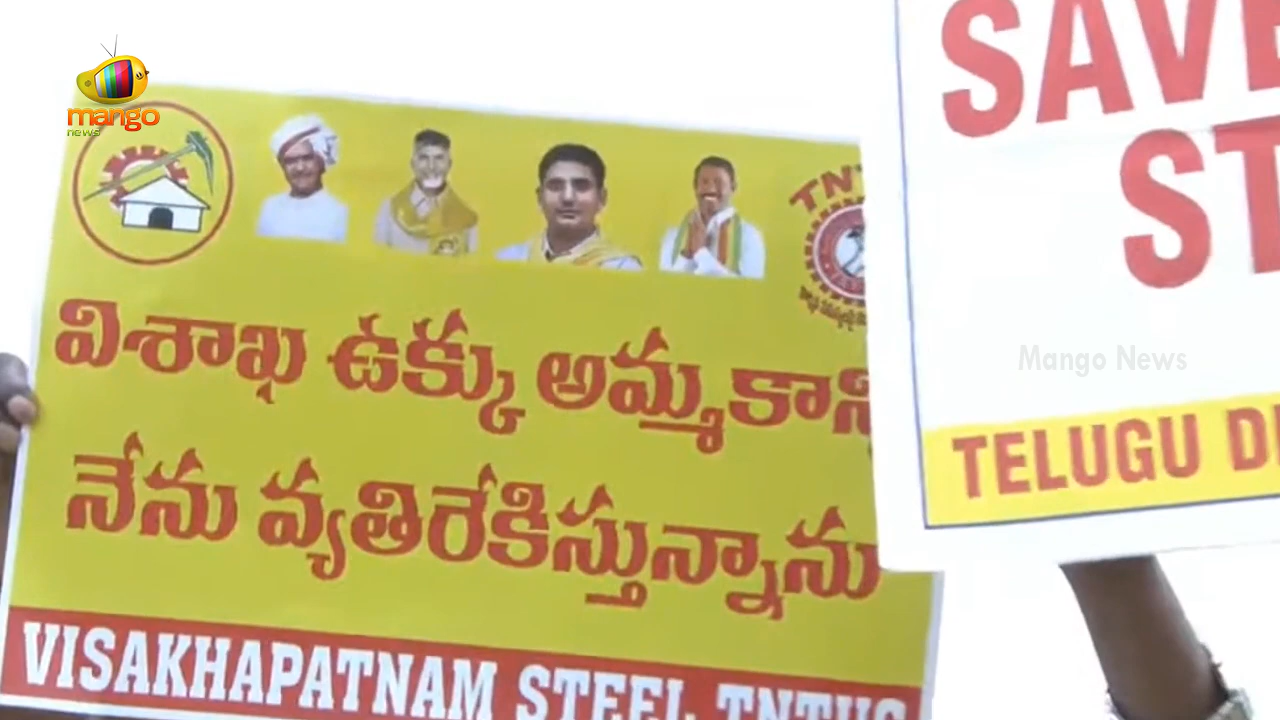 mango
news
విశాఖ ఉక్కు అమ్మకాన్ని
నేను వ్యతిరేకిస్తున్నాను
VISAKHAPATNAM STEEL TNTUC
SAVE
ST
Mango News
TELUGU